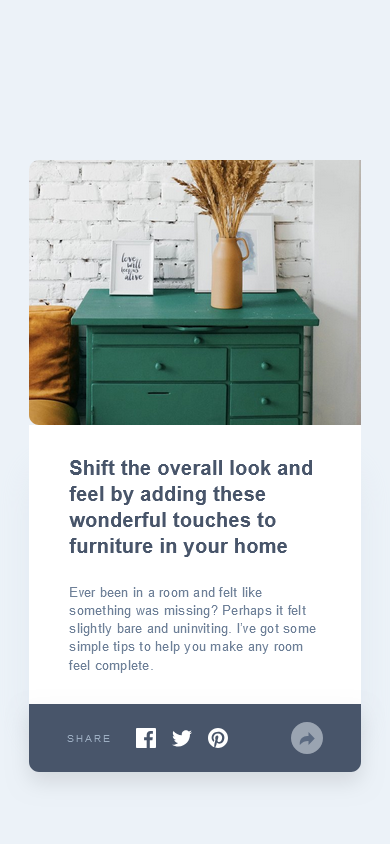 love
will
keep us
alive
Shift the overall look and
feel by adding these
wonderful touches to
furniture in your home
Ever been in a room and felt like
something was missing? Perhaps it felt
slightly bare and uninviting. I’ve got some
simple tips to help you make any room
feel complete.
SHARE